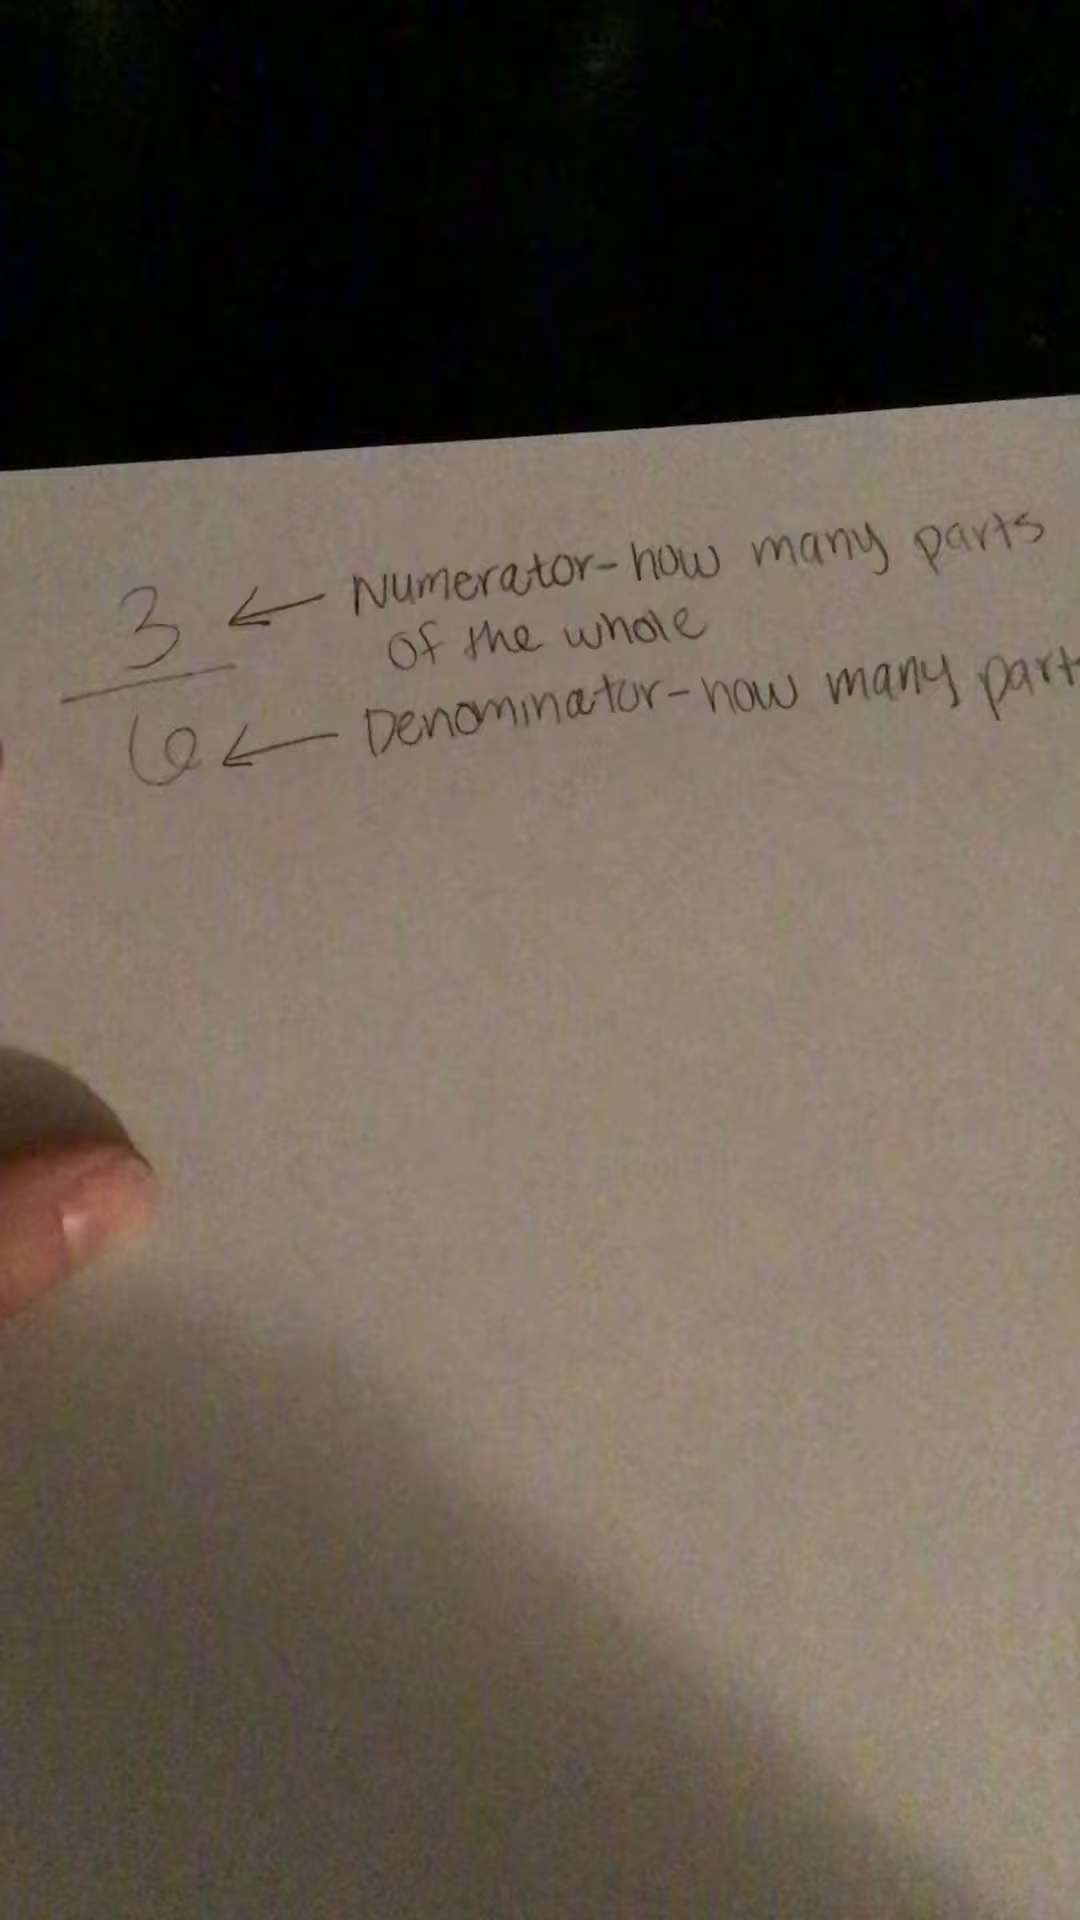 3 ← Numerator-how many parts
of the whole
6 ← Denominator-how many part